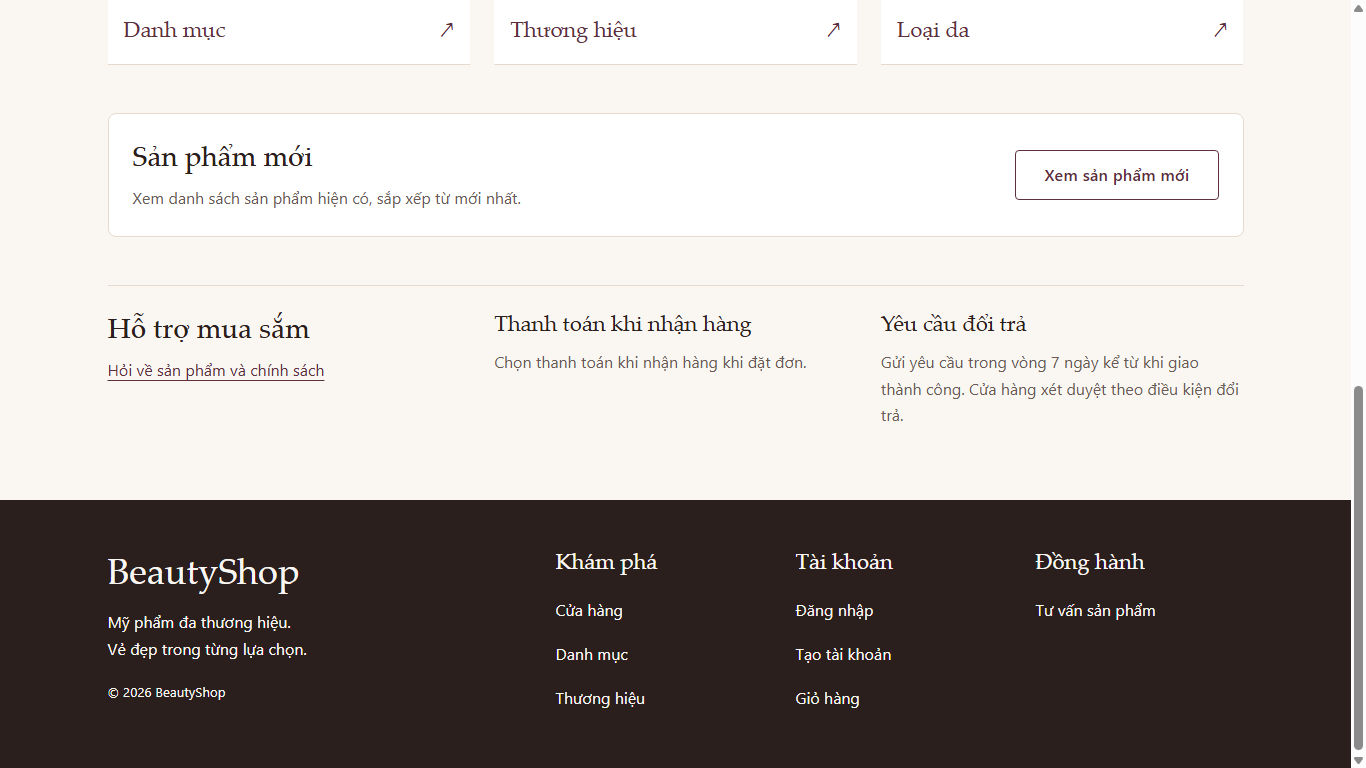 Danh mục
Thương hiệu
Loại da
Sản phẩm mới
Xem danh sách sản phẩm hiện có, sắp xếp từ mới nhất.
Xem sản phẩm mới
Hỗ trợ mua sắm
Hỏi về sản phẩm và chính sách
Thanh toán khi nhận hàng
Chọn thanh toán khi nhận hàng khi đặt đơn.
Yêu cầu đổi trả
Gửi yêu cầu trong vòng 7 ngày kể từ khi giao
thành công. Cửa hàng xét duyệt theo điều kiện đổi
trả.
BeautyShop
Mỹ phẩm đa thương hiệu.
Vẻ đẹp trong từng lựa chọn.
© 2026 BeautyShop
Khám phá
Cửa hàng
Danh mục
Thương hiệu
Tài khoản
Đăng nhập
Tạo tài khoản
Giỏ hàng
Đồng hành
Tư vấn sản phẩm